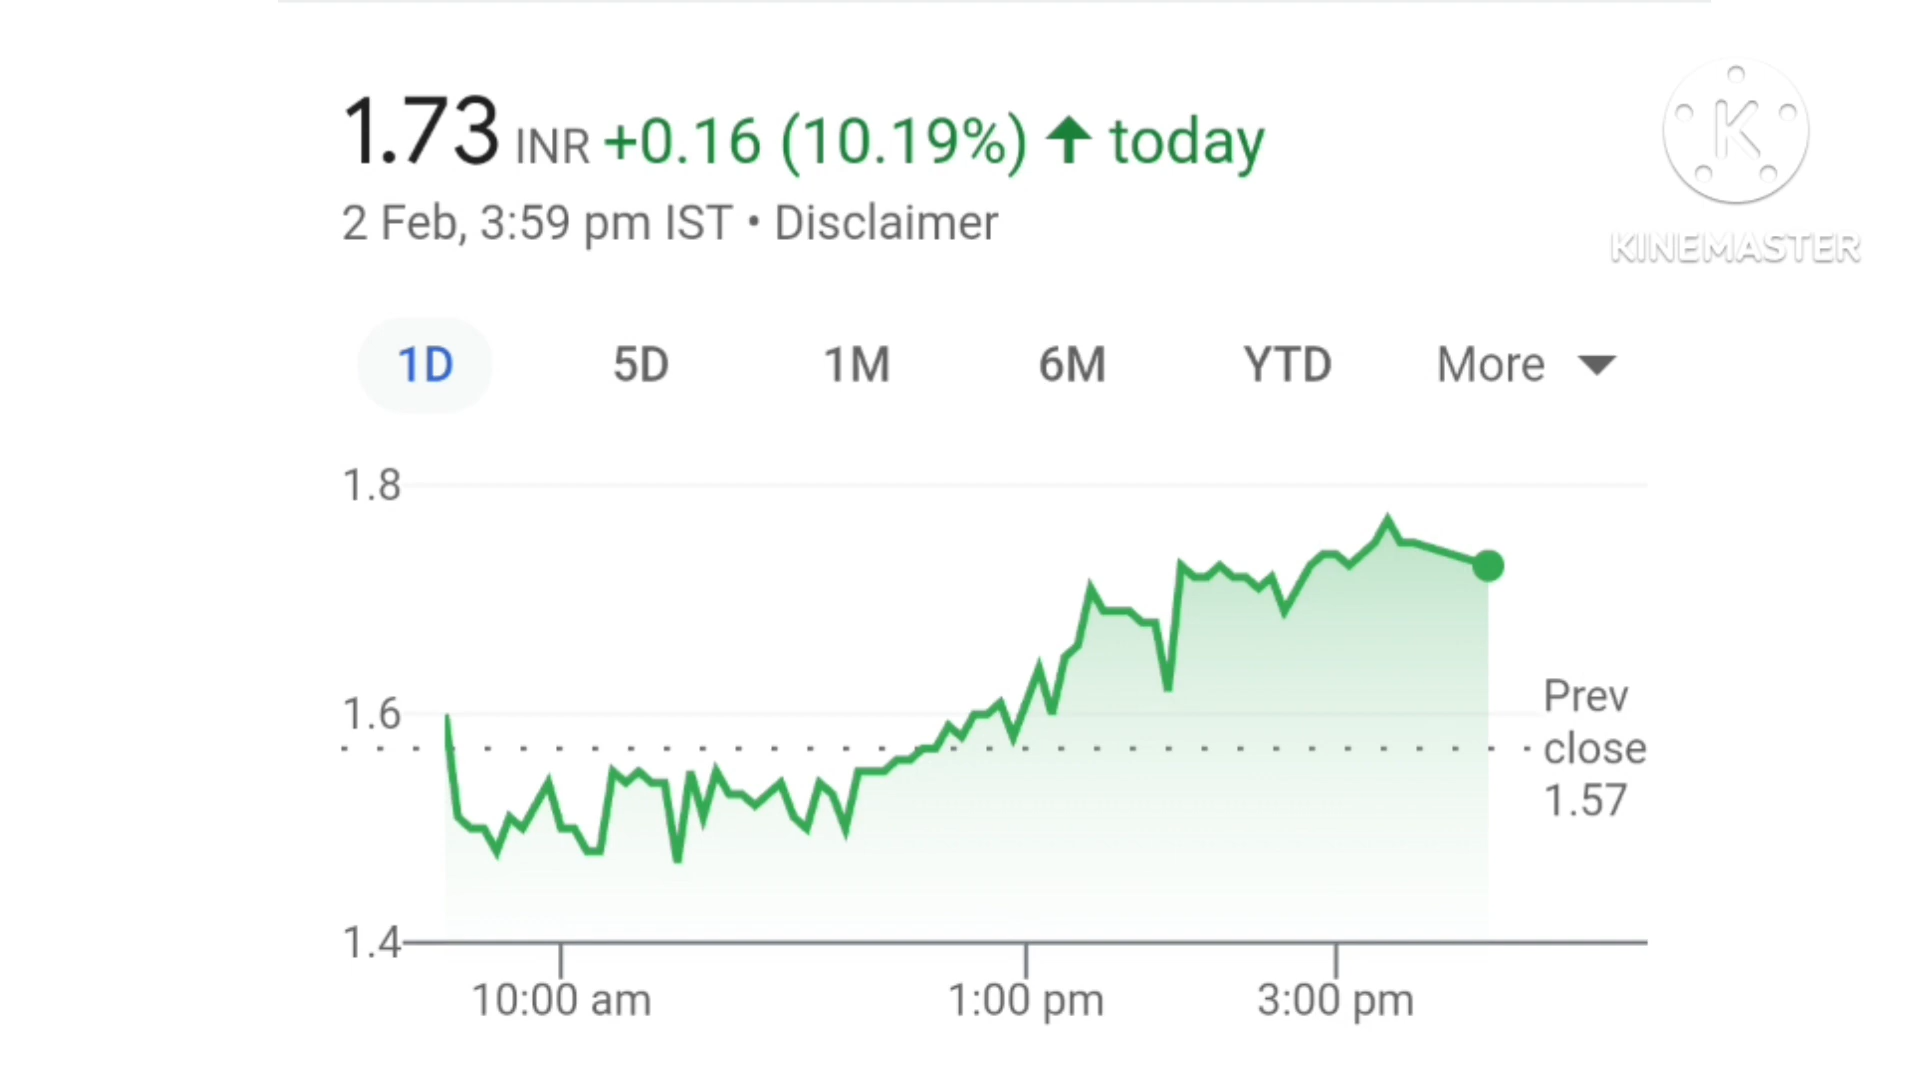 1.73 INR +0.16 (10.19%) ↑ today
2 Feb, 3:59 pm IST • Disclaimer
K
KINEMASTER
1D 5D 1M 6M YTD More
1.8
1.6
1.4
Prev
close
1.57
10:00 am 1:00 pm 3:00 pm